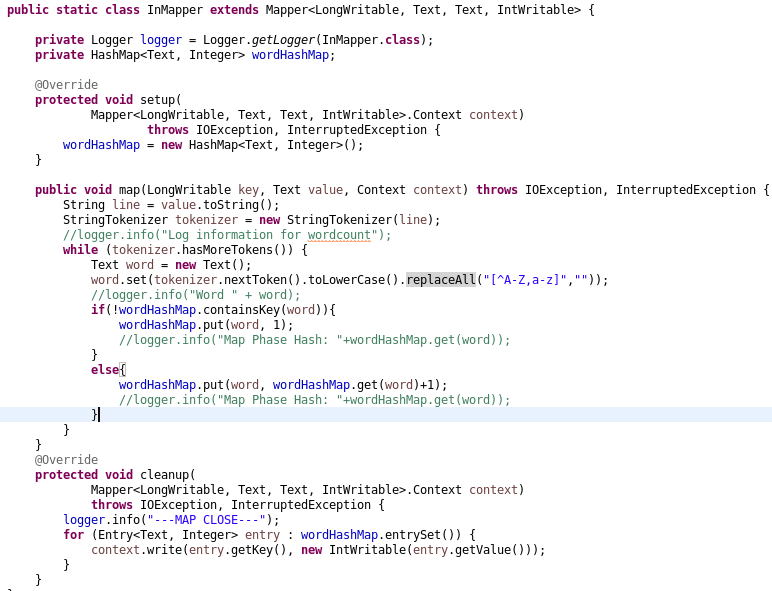 public static class InMapper extends Mapper<LongWritable, Text, Text, IntWritable> {
private Logger logger = Logger.getLogger(InMapper.class);
private HashMap<Text, Integer> wordHashMap;
@Override
protected void setup(
Mapper<LongWritable, Text, Text, IntWritable>.Context context)
throws IOException, InterruptedException {
wordHashMap = new HashMap<Text, Integer>();
}
public void map(LongWritable key, Text value, Context context) throws IOException, InterruptedException {
String line = value.toString();
StringTokenizer tokenizer = new StringTokenizer(line);
//logger.info("Log information for wordcount");
while (tokenizer.hasMoreTokens()) {
Text word = new Text();
word.set(tokenizer.nextToken().toLowerCase().replaceAll("[^A-Z,a-z]",""));
//logger.info("Word " + word);
if(!wordHashMap.containsKey(word)){
wordHashMap.put(word, 1);
//logger.info("Map Phase Hash: "+wordHashMap.get(word));
}
else{
wordHashMap.put(word, wordHashMap.get(word)+1);
//logger.info("Map Phase Hash: "+wordHashMap.get(word));
}
}
}
@Override
protected void cleanup(
Mapper<LongWritable, Text, Text, IntWritable>.Context context)
throws IOException, InterruptedException {
logger.info("---MAP CLOSE---");
for (Entry<Text, Integer> entry : wordHashMap.entrySet()) {
context.write(entry.getKey(), new IntWritable(entry.getValue()));
}
}